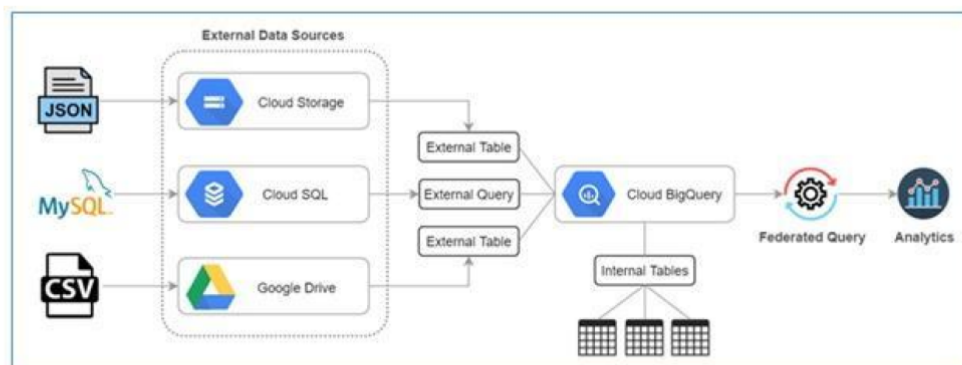 External Data Sources
JSON
Cloud Storage
External Table
MySQL
Cloud SQL
External Query
Cloud BigQuery
Federated Query
Analytics
External Table
CSV
Google Drive
Internal Tables